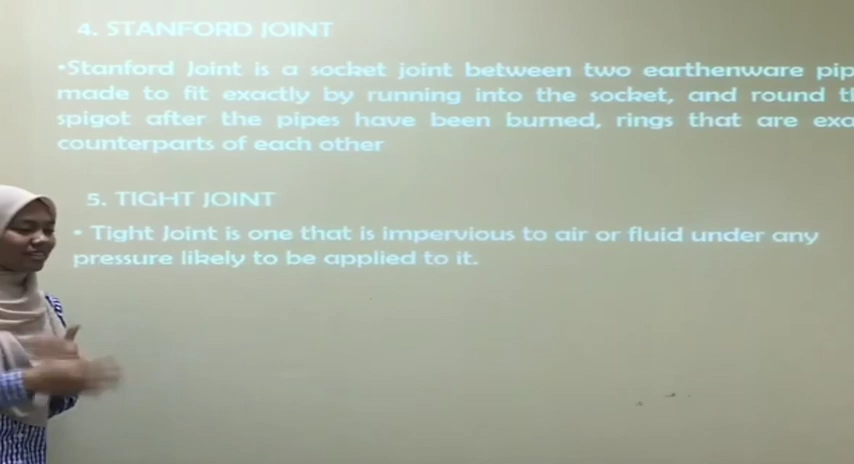 4. STANFORD JOINT
•Stanford Joint is a socket joint between two earthenware
made to fit exactly by running into the socket, and round
spigot after the pipes have been burned, rings that are
counterparts of each other
5. TIGHT JOINT
• Tight Joint is one that is impervious to air or fluid under any
pressure likely to be applied to it.